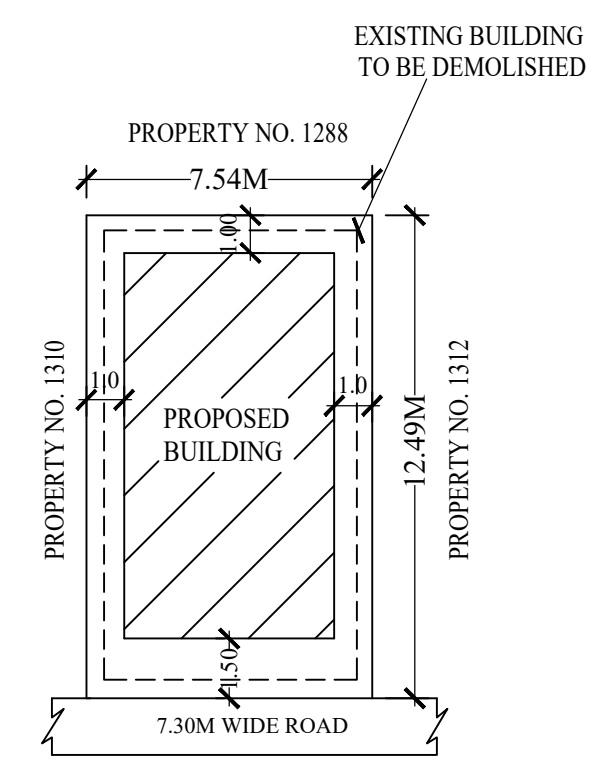 EXISTING BUILDING
TO BE DEMOLISHED
PROPERTY NO. 1288
7.54M
1.00
PROPERTY NO. 1310
1.0
PROPOSED
BUILDING
1.0
12.49M
PROPERTY NO. 1312
1.50
7.30M WIDE ROAD